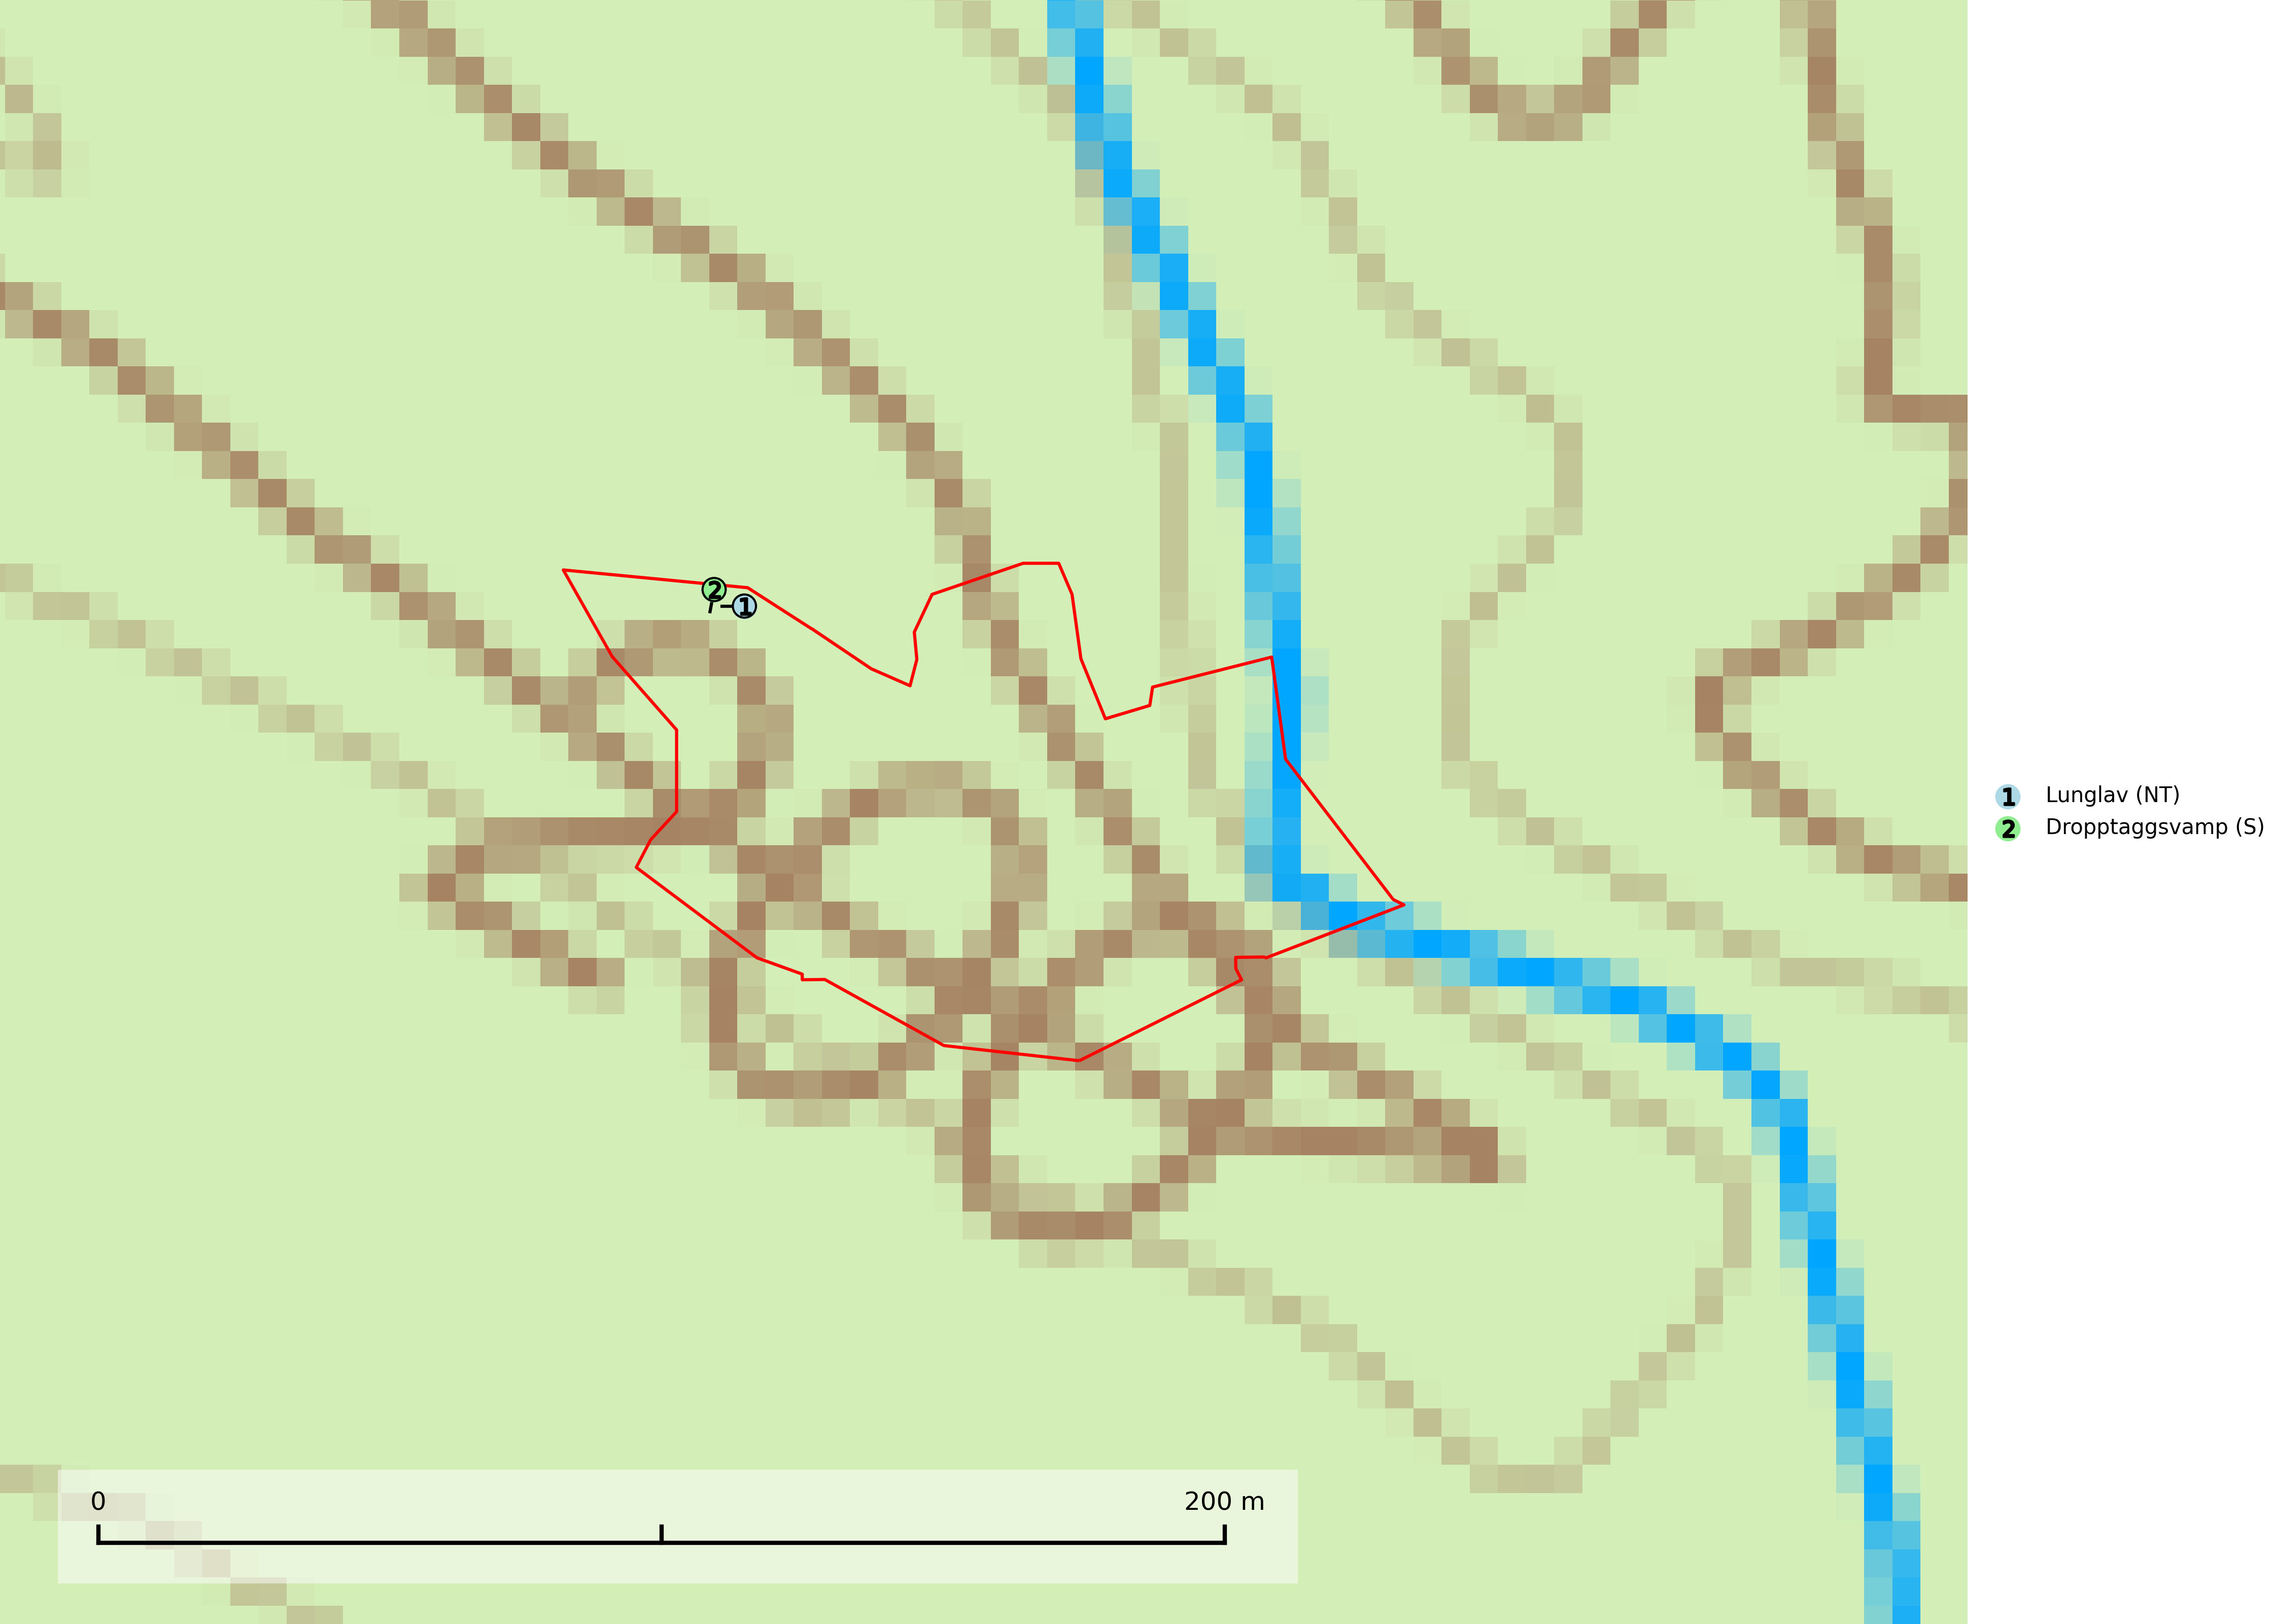 2
1
1 Lunglav (NT)
2 Dropptaggsvamp (S)
0 200 m